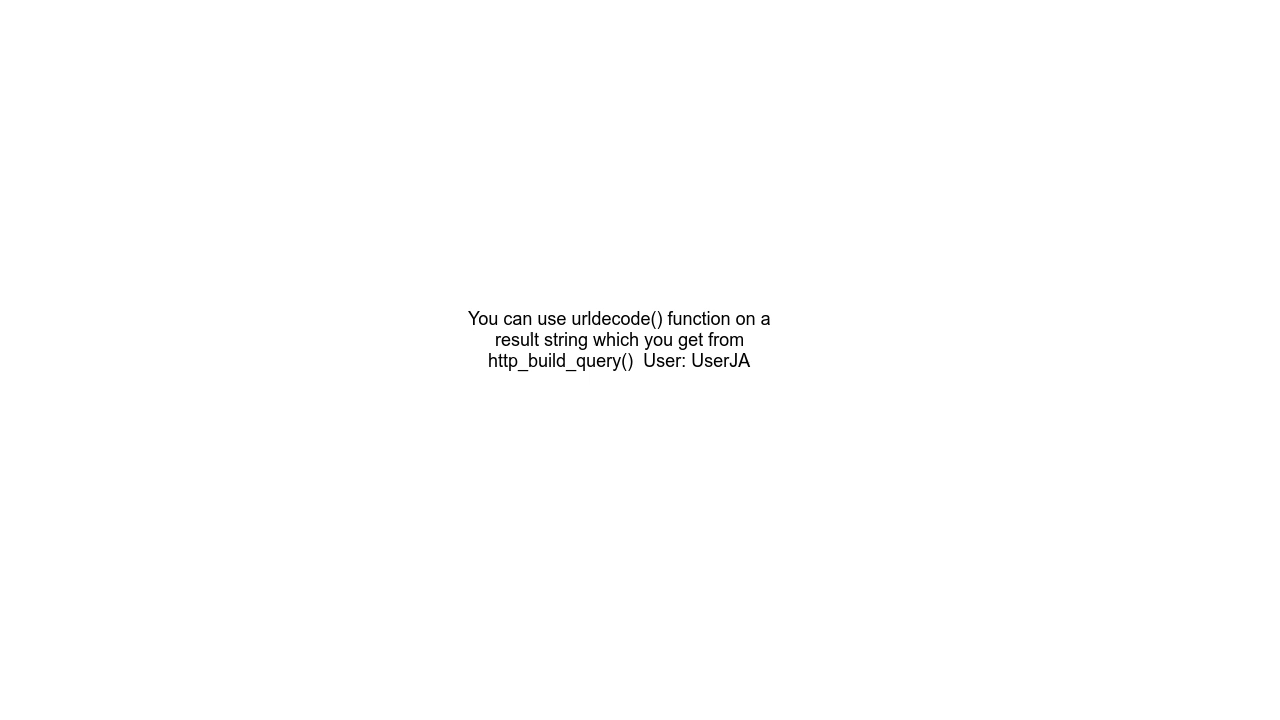 You can use urldecode() function on a
result string which you get from
http_build_query()  User: UserJA